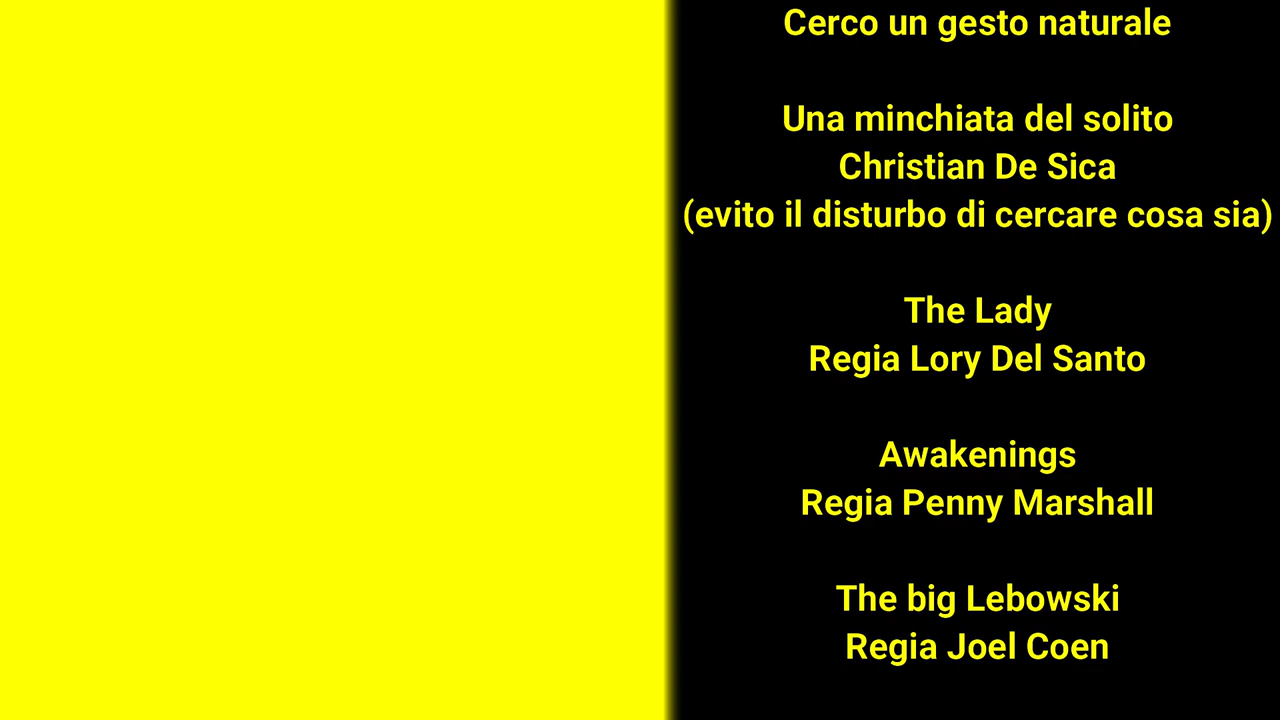 Cerco un gesto naturale
Una minchiata del solito
Christian De Sica
(evito il disturbo di cercare cosa sia)
The Lady
Regia Lory Del Santo
Awakenings
Regia Penny Marshall
The big Lebowski
Regia Joel Coen